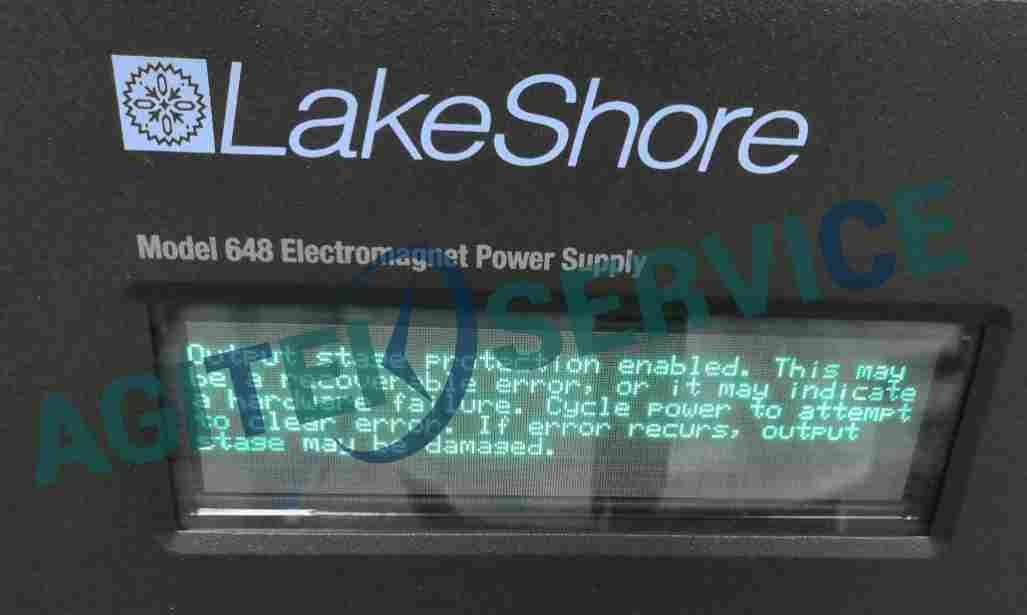 LakeShore
Model 648 Electromagnet Power Supply
AGITEK SERVICE
Output stage protection enabled. This may
be a recoverable error, or it may indicate
a hardware failure. Cycle power to attempt
to clear error. If error recurs, output
stage may be damaged.